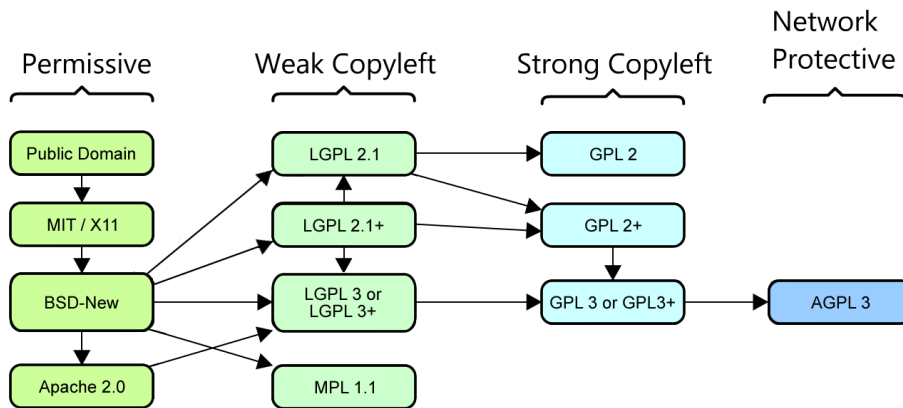 Permissive
Weak Copyleft
Strong Copyleft
Network
Protective
Public Domain
LGPL 2.1
GPL 2
MIT / X11
LGPL 2.1+
GPL 2+
BSD-New
LGPL 3 or
LGPL 3+
GPL 3 or GPL3+
AGPL 3
Apache 2.0
MPL 1.1